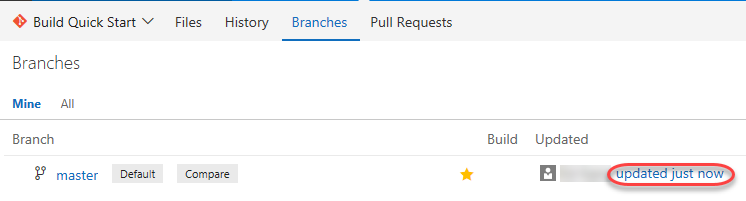 Build Quick Start Files History Branches Pull Requests
Branches
Mine All
Branch Build Updated
master Default Compare updated just now